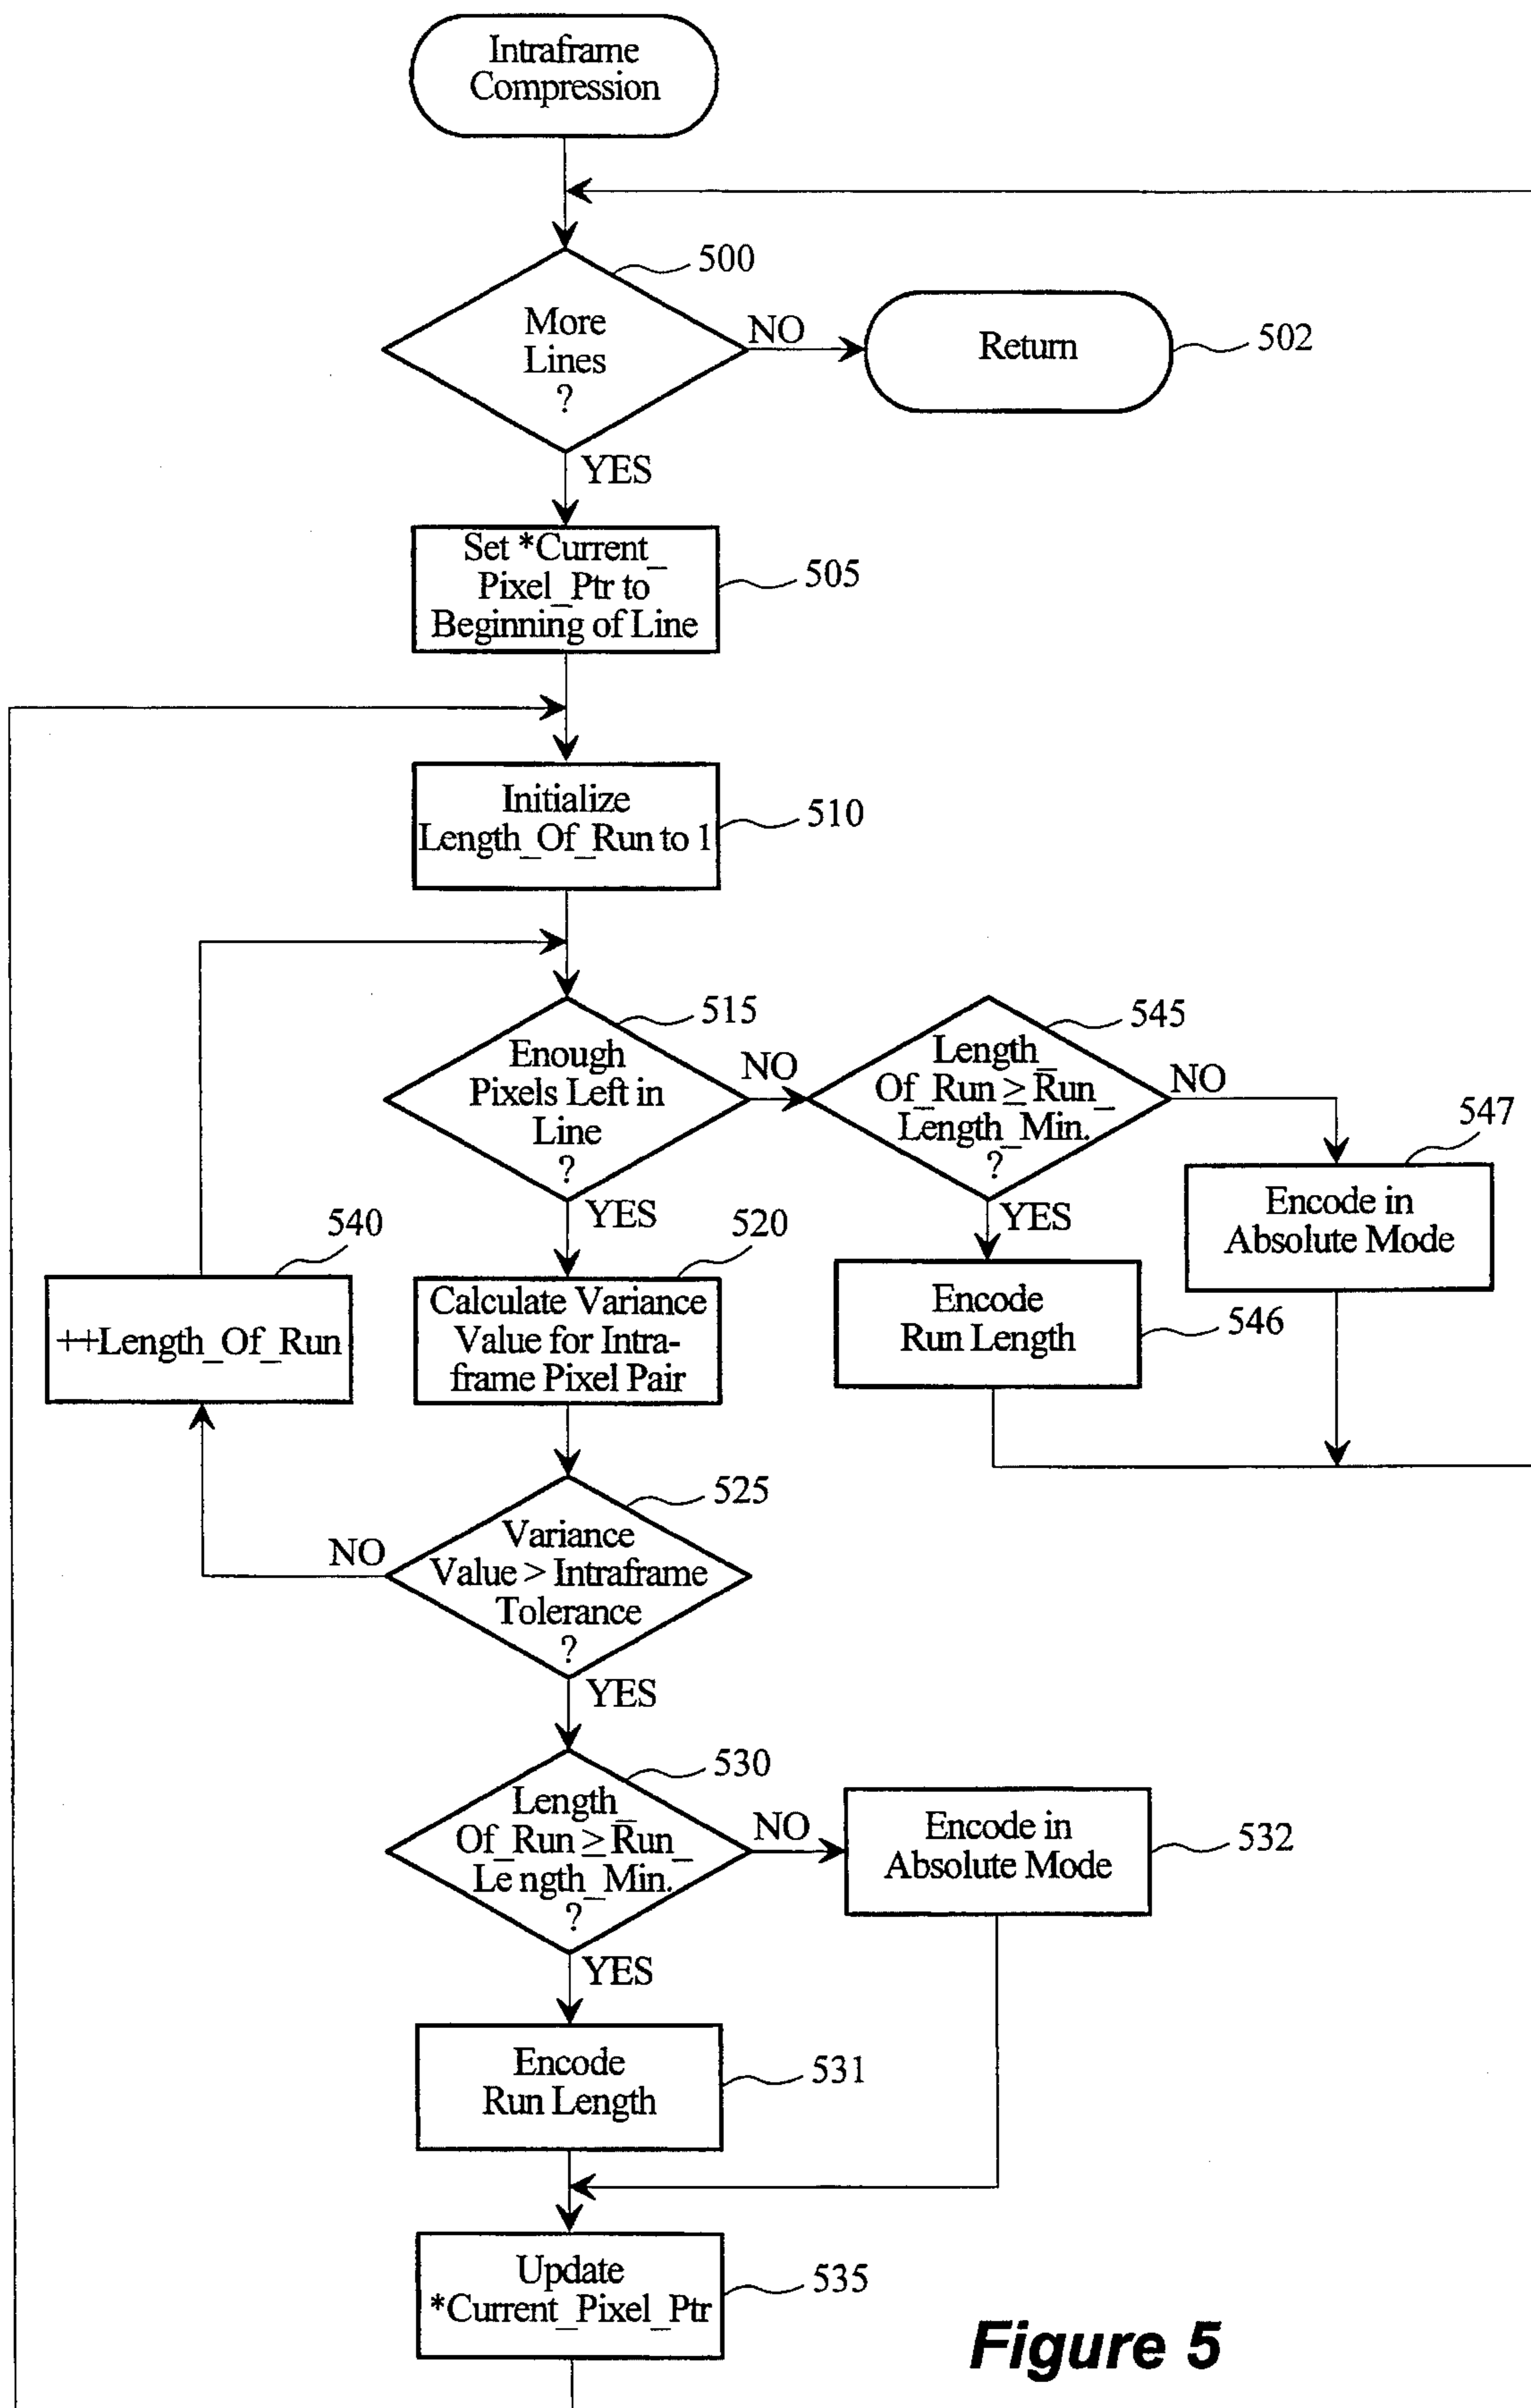 Intraframe
Compression
500
More
Lines
?
NO
Return
502
YES
Set *Current_
Pixel_Ptr to
Beginning of Line
505
Initialize
Length_Of_Run to 1
510
515
Enough
Pixels Left in
Line
?
NO
545
Length_
Of_Run ≥ Run_
Length_Min.
?
NO
547
Encode in
Absolute Mode
YES
YES
540
++Length_Of_Run
520
Calculate Variance
Value for Intra-
frame Pixel Pair
Encode
Run Length
546
525
Variance
Value > Intraframe
Tolerance
?
NO
YES
530
Length_
Of_Run ≥ Run_
Length_Min.
?
NO
Encode in
Absolute Mode
532
YES
Encode
Run Length
531
Update
*Current_Pixel_Ptr
535
Figure 5